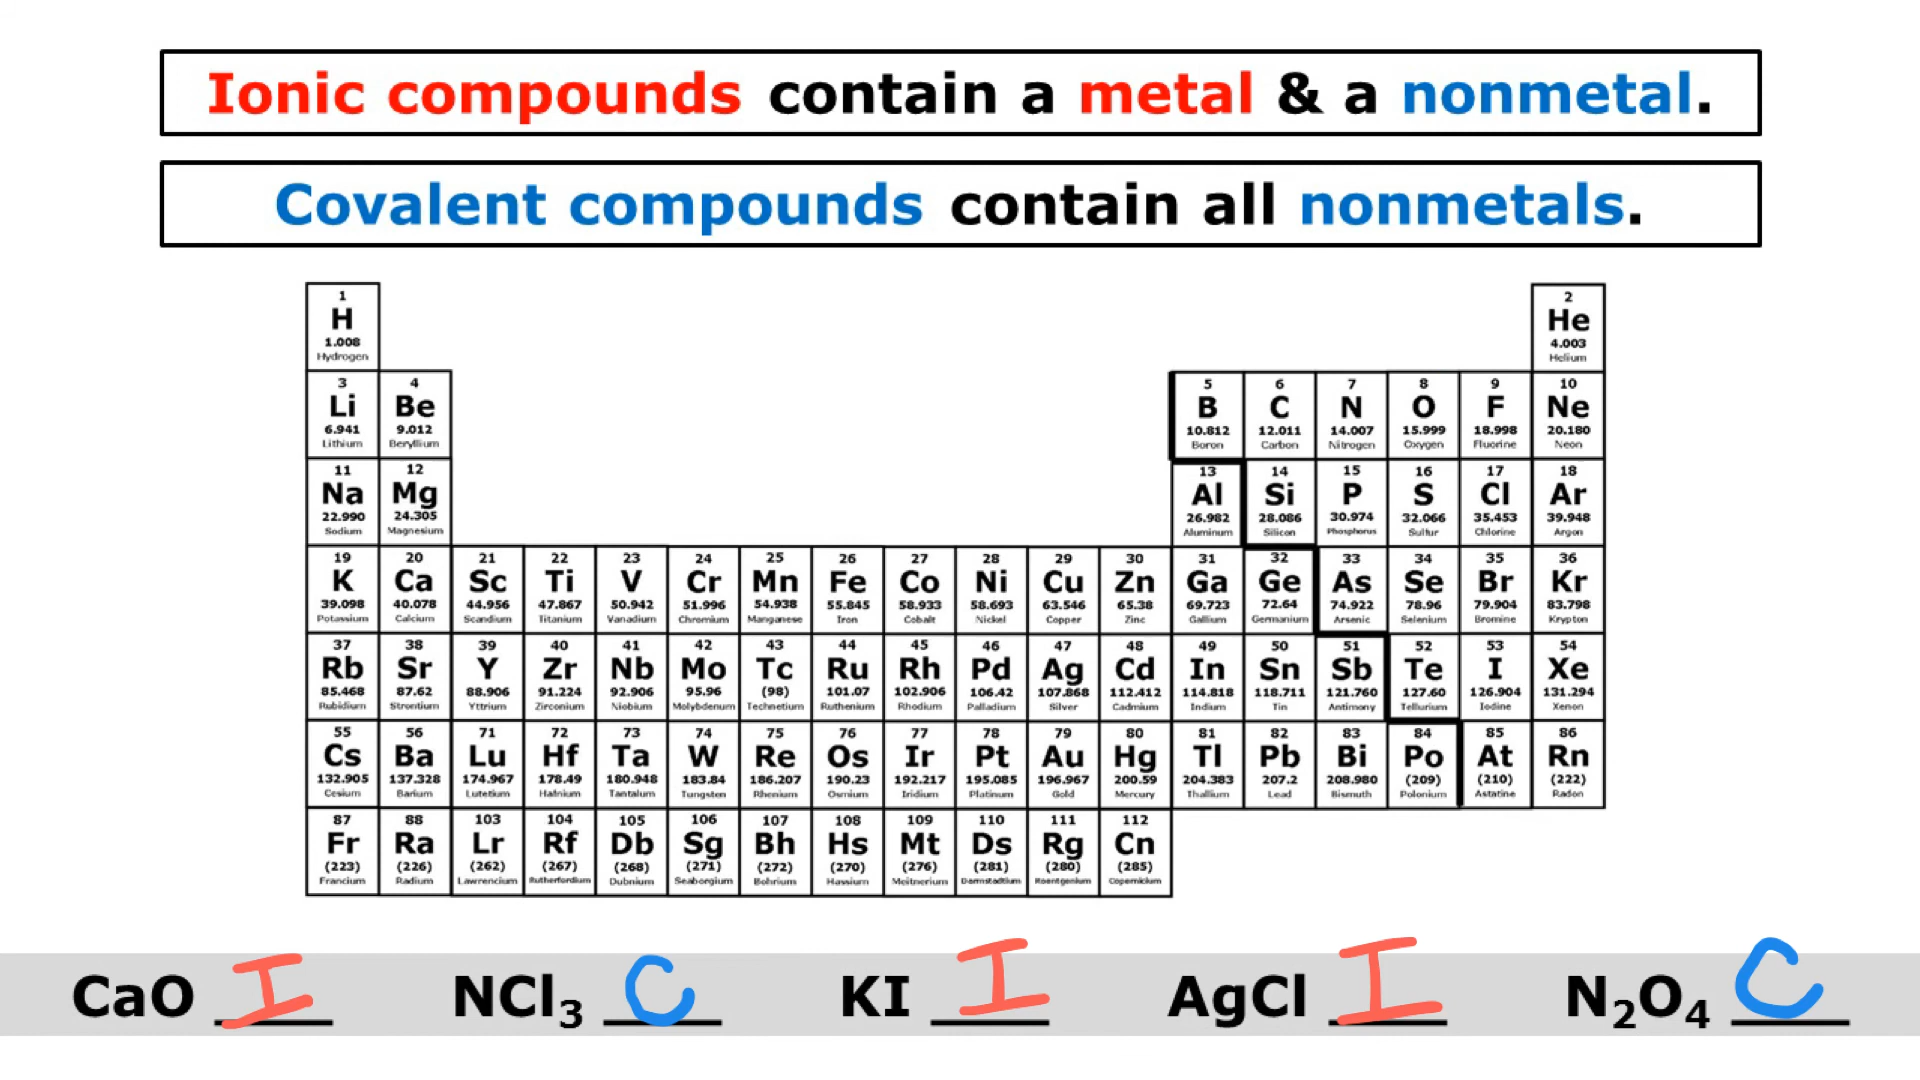 Ionic compounds contain a metal & a nonmetal.
Covalent compounds contain all nonmetals.
1 2
H He
1.008 4.003
Hydrogen Helium
3 4 5 6 7 8 9 10
Li Be B C N O F Ne
6.941 9.012 10.812 12.011 14.007 15.999 18.998 20.180
Lithium Beryllium Boron Carbon Nitrogen Oxygen Fluorine Neon
11 12 13 14 15 16 17 18
Na Mg Al Si P S Cl Ar
22.990 24.305 26.982 28.086 30.974 32.066 35.453 39.948
Sodium Magnesium Aluminum Silicon Phosphorus Sulfur Chlorine Argon
19 20 21 22 23 24 25 26 27 28 29 30 31 32 33 34 35 36
K Ca Sc Ti V Cr Mn Fe Co Ni Cu Zn Ga Ge As Se Br Kr
39.098 40.078 44.956 47.867 50.942 51.996 54.938 55.845 58.933 58.693 63.546 65.38 69.723 72.64 74.922 78.96 79.904 83.798
Potassium Calcium Scandium Titanium Vanadium Chromium Manganese Iron Cobalt Nickel Copper Zinc Gallium Germanium Arsenic Selenium Bromine Krypton
37 38 39 40 41 42 43 44 45 46 47 48 49 50 51 52 53 54
Rb Sr Y Zr Nb Mo Tc Ru Rh Pd Ag Cd In Sn Sb Te I Xe
85.468 87.62 88.906 91.224 92.906 95.96 (98) 101.07 102.906 106.42 107.868 112.412 114.818 118.711 121.760 127.60 126.904 131.294
Rubidium Strontium Yttrium Zirconium Niobium Molybdenum Technetium Ruthenium Rhodium Palladium Silver Cadmium Indium Tin Antimony Tellurium Iodine Xenon
55 56 71 72 73 74 75 76 77 78 79 80 81 82 83 84 85 86
Cs Ba Lu Hf Ta W Re Os Ir Pt Au Hg Tl Pb Bi Po At Rn
132.905 137.328 174.967 178.49 180.948 183.84 186.207 190.23 192.217 195.085 196.967 200.59 204.383 207.2 208.980 (209) (210) (222)
Cesium Barium Lutetium Hafnium Tantalum Tungsten Rhenium Osmium Iridium Platinum Gold Mercury Thallium Lead Bismuth Polonium Astatine Radon
87 88 103 104 105 106 107 108 109 110 111 112
Fr Ra Lr Rf Db Sg Bh Hs Mt Ds Rg Cn
(223) (226) (262) (267) (268) (271) (272) (270) (276) (281) (280) (285)
Francium Radium Lawrencium Rutherfordium Dubnium Seaborgium Bohrium Hassium Meitnerium Darmstadtium Roentgenium Copernicium
CaO I NCl₃ C KI I AgCl I N₂O₄ C